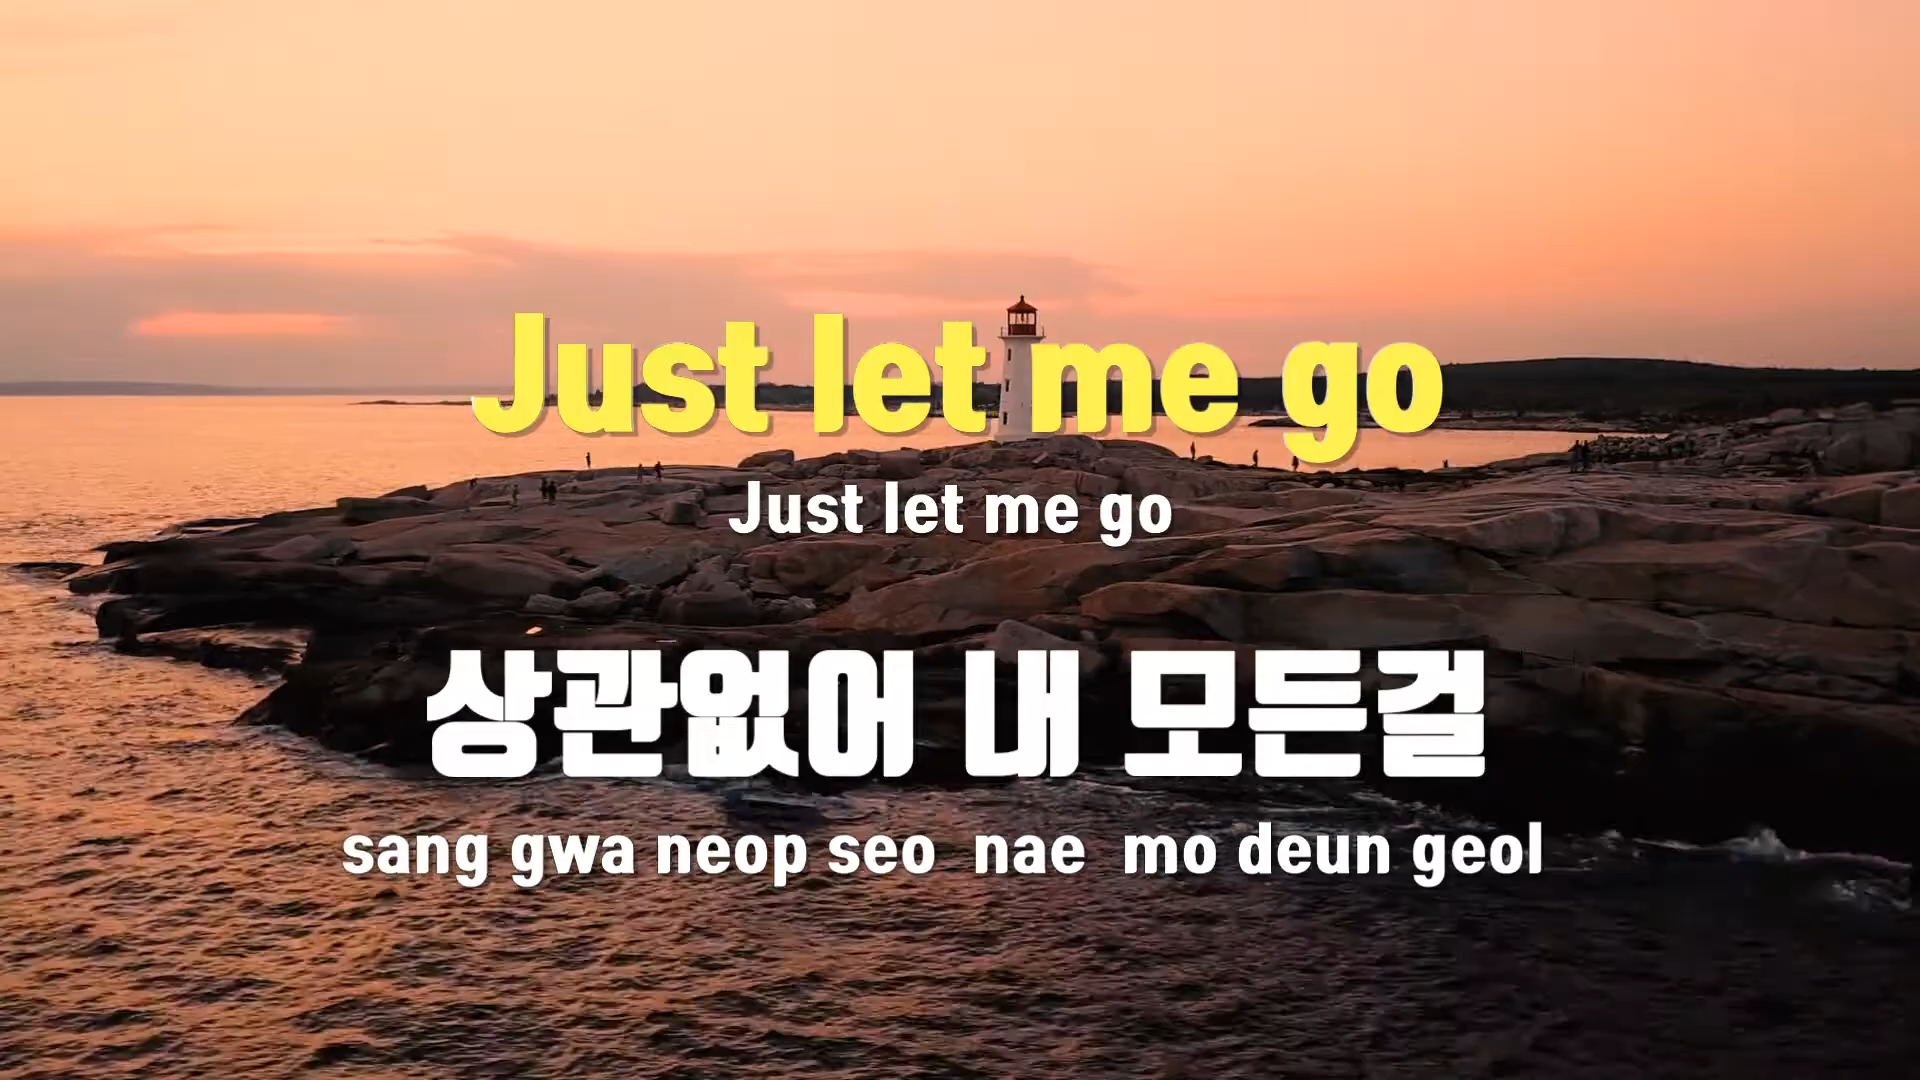 Just let me go
Just let me go
상관없어 내 모든걸
sang gwa neop seo nae mo deun geol